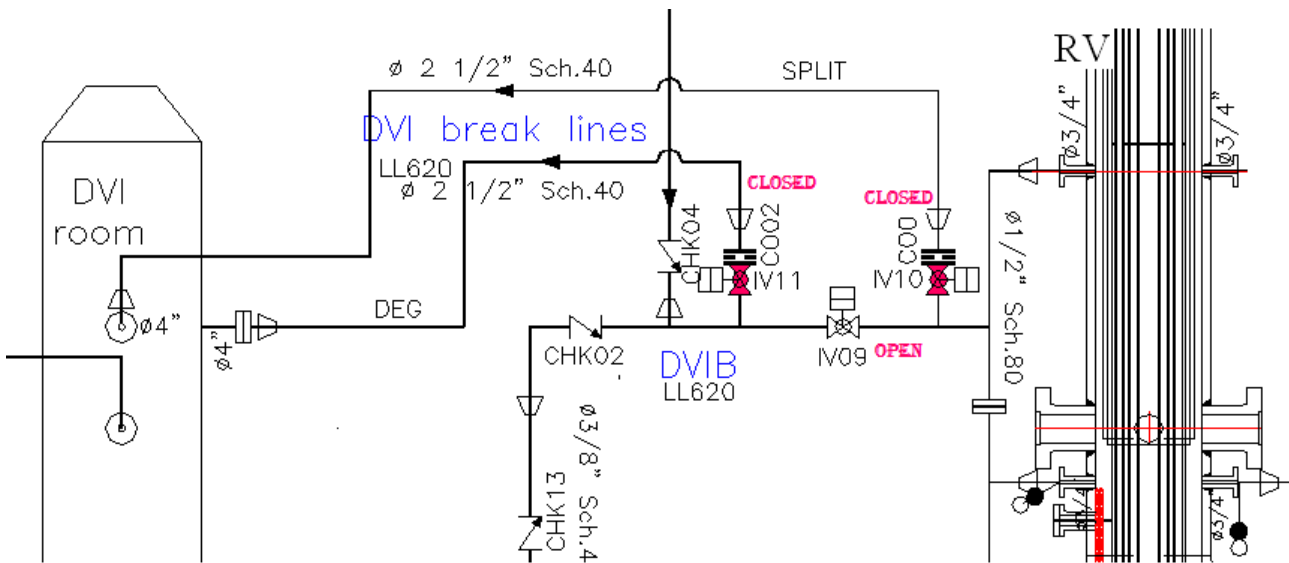 RV
ø 2 1/2" Sch.40
SPLIT
ø3/4"
ø3/4"
DVI break lines
LL620
ø 2 1/2" Sch.40
CLOSED
CLOSED
DVI
room
CHK04
CO02
CO0
IV11
IV10
ø1/2" Sch.80
DEG
ø4"
ø4"
CHK02
DVIB
LL620
IV09
OPEN
ø3/8" Sch.4
CHK13
ø3/4